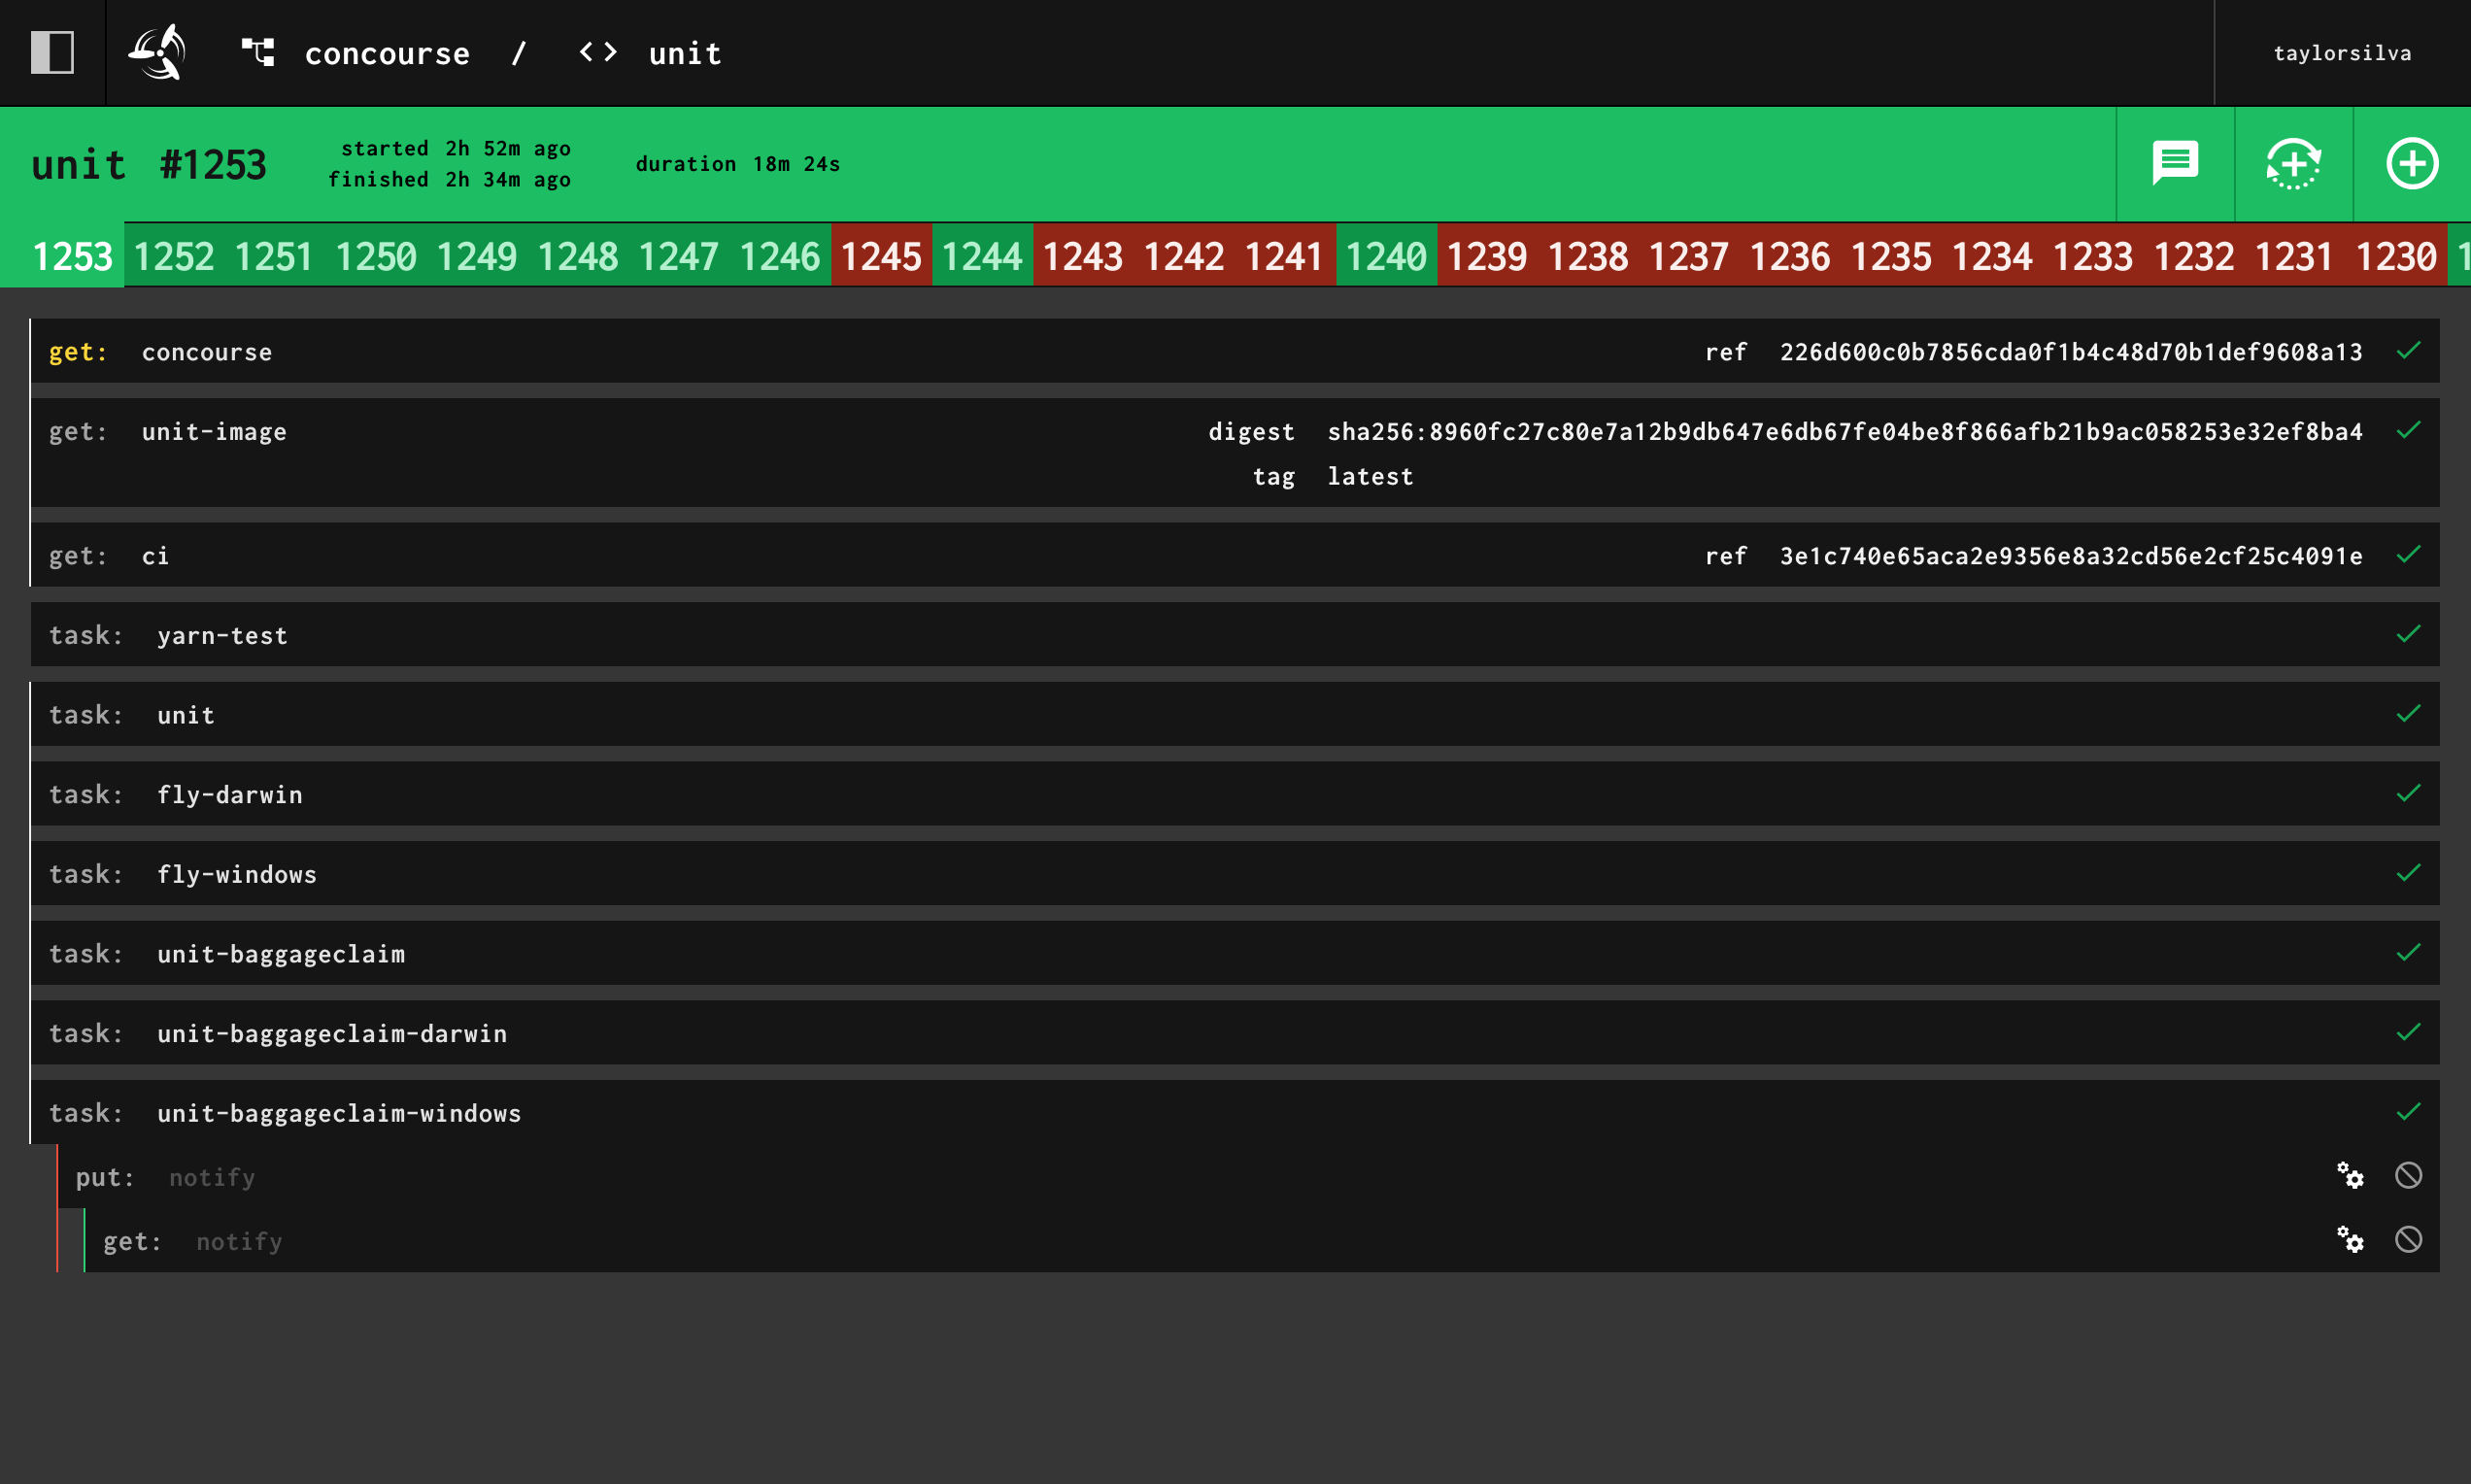 concourse / <> unit
taylorsilva
unit #1253
started 2h 52m ago
finished 2h 34m ago
duration 18m 24s
1253 1252 1251 1250 1249 1248 1247 1246 1245 1244 1243 1242 1241 1240 1239 1238 1237 1236 1235 1234 1233 1232 1231 1230
get: concourse ref 226d600c0b7856cda0f1b4c48d70b1def9608a13
get: unit-image digest sha256:8960fc27c80e7a12b9db647e6db67fe04be8f866afb21b9ac058253e32ef8ba4
tag latest
get: ci ref 3e1c740e65aca2e9356e8a32cd56e2cf25c4091e
task: yarn-test
task: unit
task: fly-darwin
task: fly-windows
task: unit-baggageclaim
task: unit-baggageclaim-darwin
task: unit-baggageclaim-windows
put: notify
get: notify